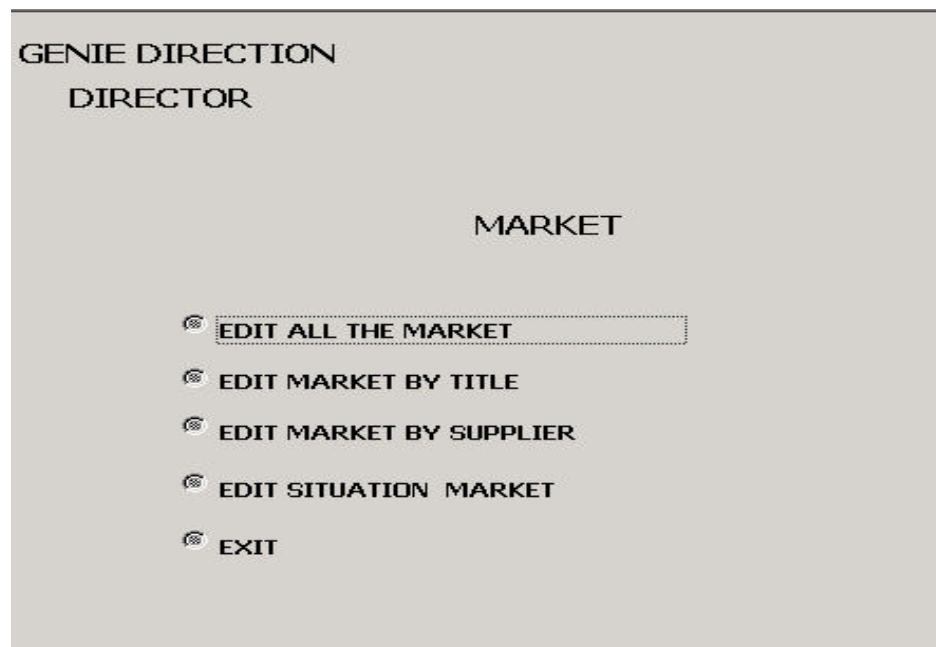 GENIE DIRECTION
DIRECTOR
MARKET
EDIT ALL THE MARKET
EDIT MARKET BY TITLE
EDIT MARKET BY SUPPLIER
EDIT SITUATION MARKET
EXIT